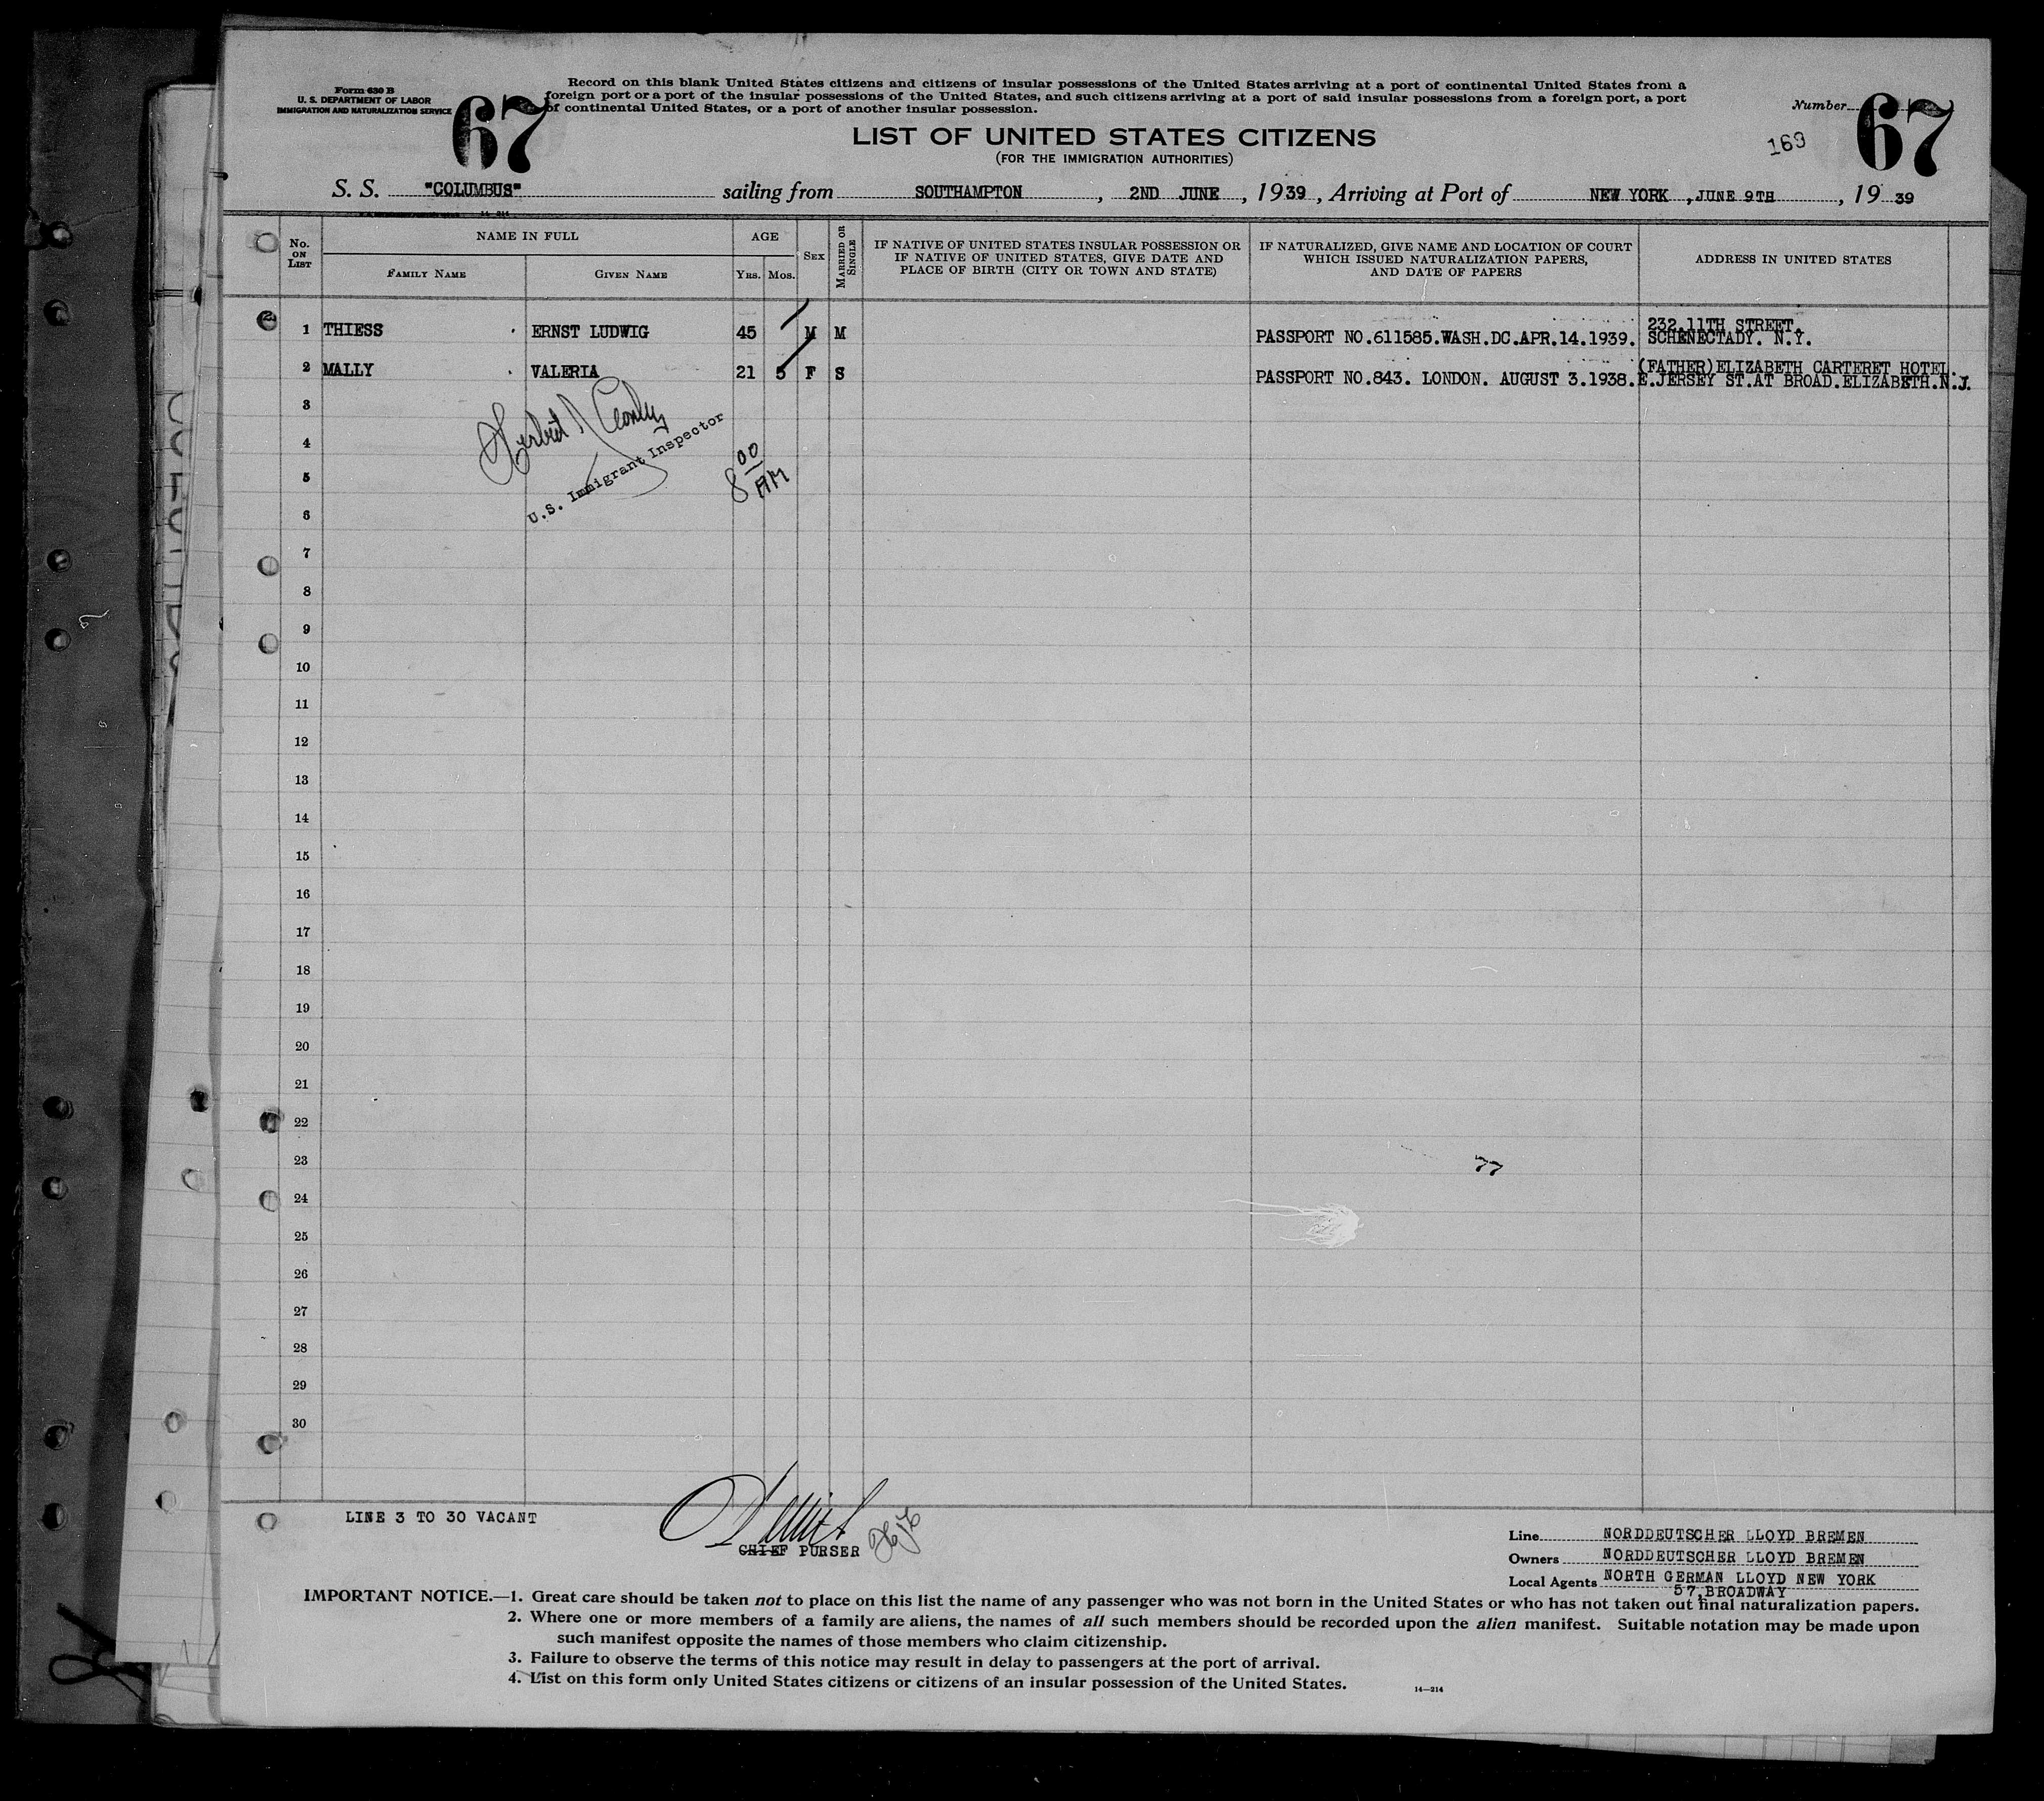 Form 630 B
U. S. DEPARTMENT OF LABOR
IMMIGRATION AND NATURALIZATION SERVICE
67
Record on this blank United States citizens and citizens of insular possessions of the United States arriving at a port of continental United States from a
foreign port or a port of the insular possessions of the United States, and such citizens arriving at a port of said insular possessions from a foreign port, a port
of continental United States, or a port of another insular possession.
Number 67
169
LIST OF UNITED STATES CITIZENS
(FOR THE IMMIGRATION AUTHORITIES)
S. S. "COLUMBUS" sailing from SOUTHAMPTON, 2ND JUNE, 1939, Arriving at Port of NEW YORK, JUNE 9TH, 19 39
14-214
No. ON LIST
NAME IN FULL
FAMILY NAME
GIVEN NAME
AGE
YRS. MOS.
SEX
MARRIED OR SINGLE
IF NATIVE OF UNITED STATES INSULAR POSSESSION OR
IF NATIVE OF UNITED STATES, GIVE DATE AND
PLACE OF BIRTH (CITY OR TOWN AND STATE)
IF NATURALIZED, GIVE NAME AND LOCATION OF COURT
WHICH ISSUED NATURALIZATION PAPERS,
AND DATE OF PAPERS
ADDRESS IN UNITED STATES
1 THIESS ERNST LUDWIG 45 M M PASSPORT NO.611585.WASH.DC.APR.14.1939. 232.11TH STREET.
SCHENECTADY. N.Y.
2 MALLY VALERIA 21 5 F S PASSPORT NO.843. LONDON. AUGUST 3.1938. (FATHER)ELIZABETH CARTERET HOTEL.
E.JERSEY ST.AT BROAD.ELIZABETH.N.J.
3
4
5
6
7
8
9
10
11
12
13
14
15
16
17
18
19
20
21
22
23
24
25
26
27
28
29
30
Herbert
U.S. Immigrant Inspector
8 00 AM
77
LINE 3 TO 30 VACANT
CHIEF PURSER
Line NORDDEUTSCHER LLOYD BREMEN
Owners NORDDEUTSCHER LLOYD BREMEN
Local Agents NORTH GERMAN LLOYD NEW YORK
57,BROADWAY
IMPORTANT NOTICE.—1. Great care should be taken not to place on this list the name of any passenger who was not born in the United States or who has not taken out final naturalization papers.
2. Where one or more members of a family are aliens, the names of all such members should be recorded upon the alien manifest. Suitable notation may be made upon
such manifest opposite the names of those members who claim citizenship.
3. Failure to observe the terms of this notice may result in delay to passengers at the port of arrival.
4. List on this form only United States citizens or citizens of an insular possession of the United States.
14—214